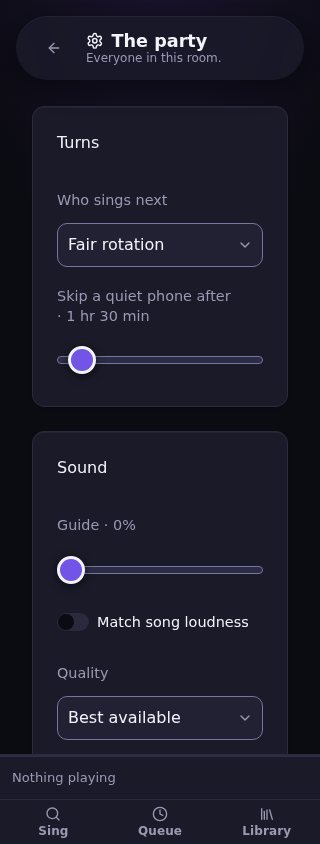 The party
Everyone in this room.
Turns
Who sings next
Fair rotation
Skip a quiet phone after
· 1 hr 30 min
Sound
Guide · 0%
Match song loudness
Quality
Best available
Nothing playing
Sing
Queue
Library